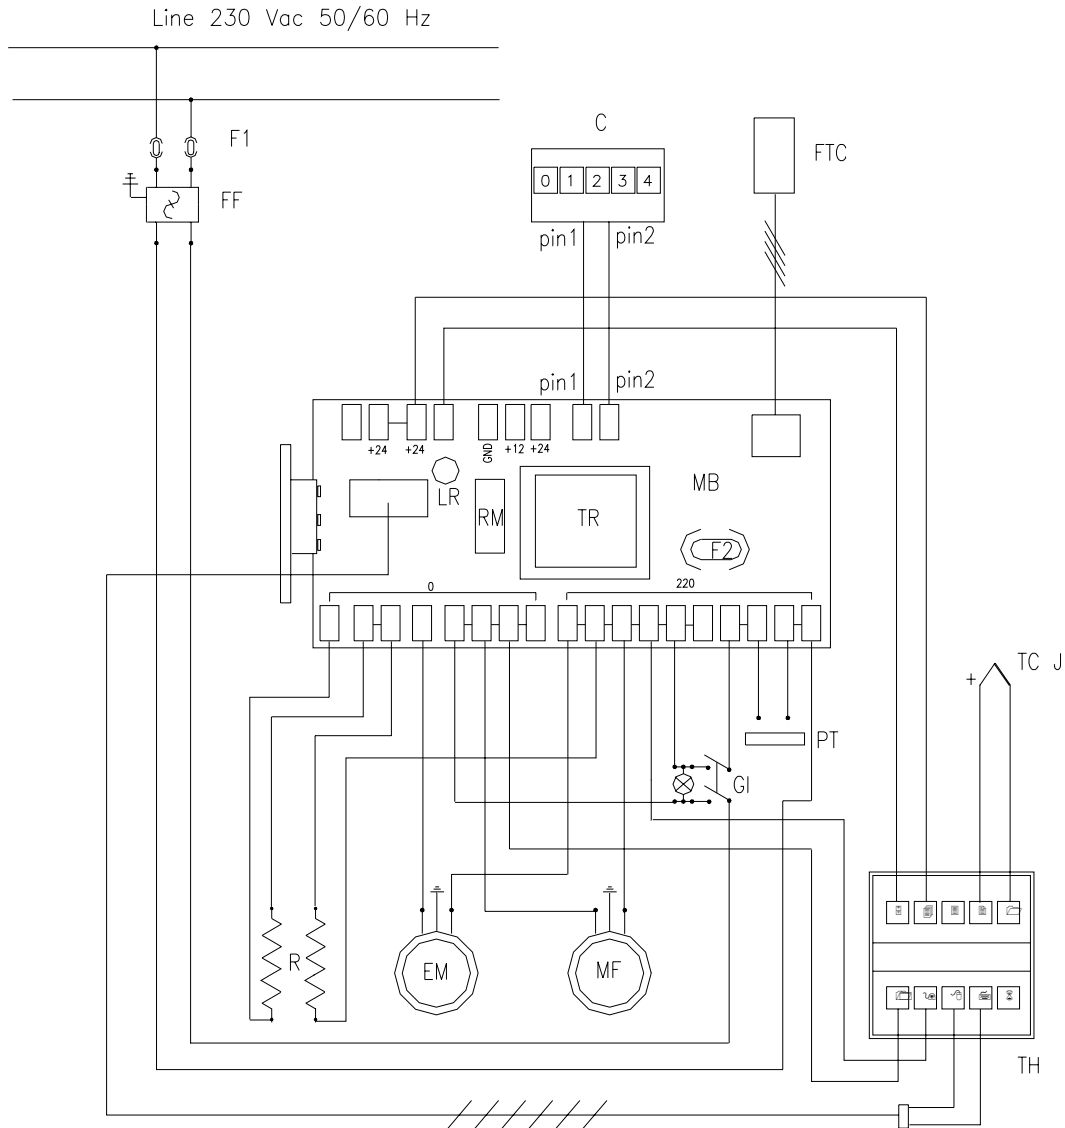 Line 230 Vac 50/60 Hz
F1
C
FTC
0 1 2 3 4
FF
pin1 pin2
pin1 pin2
+24 +24 GND +12 +24
LR
RM
TR
MB
F2
0
220
TC J
+
PT
GI
R
EM
MF
TH